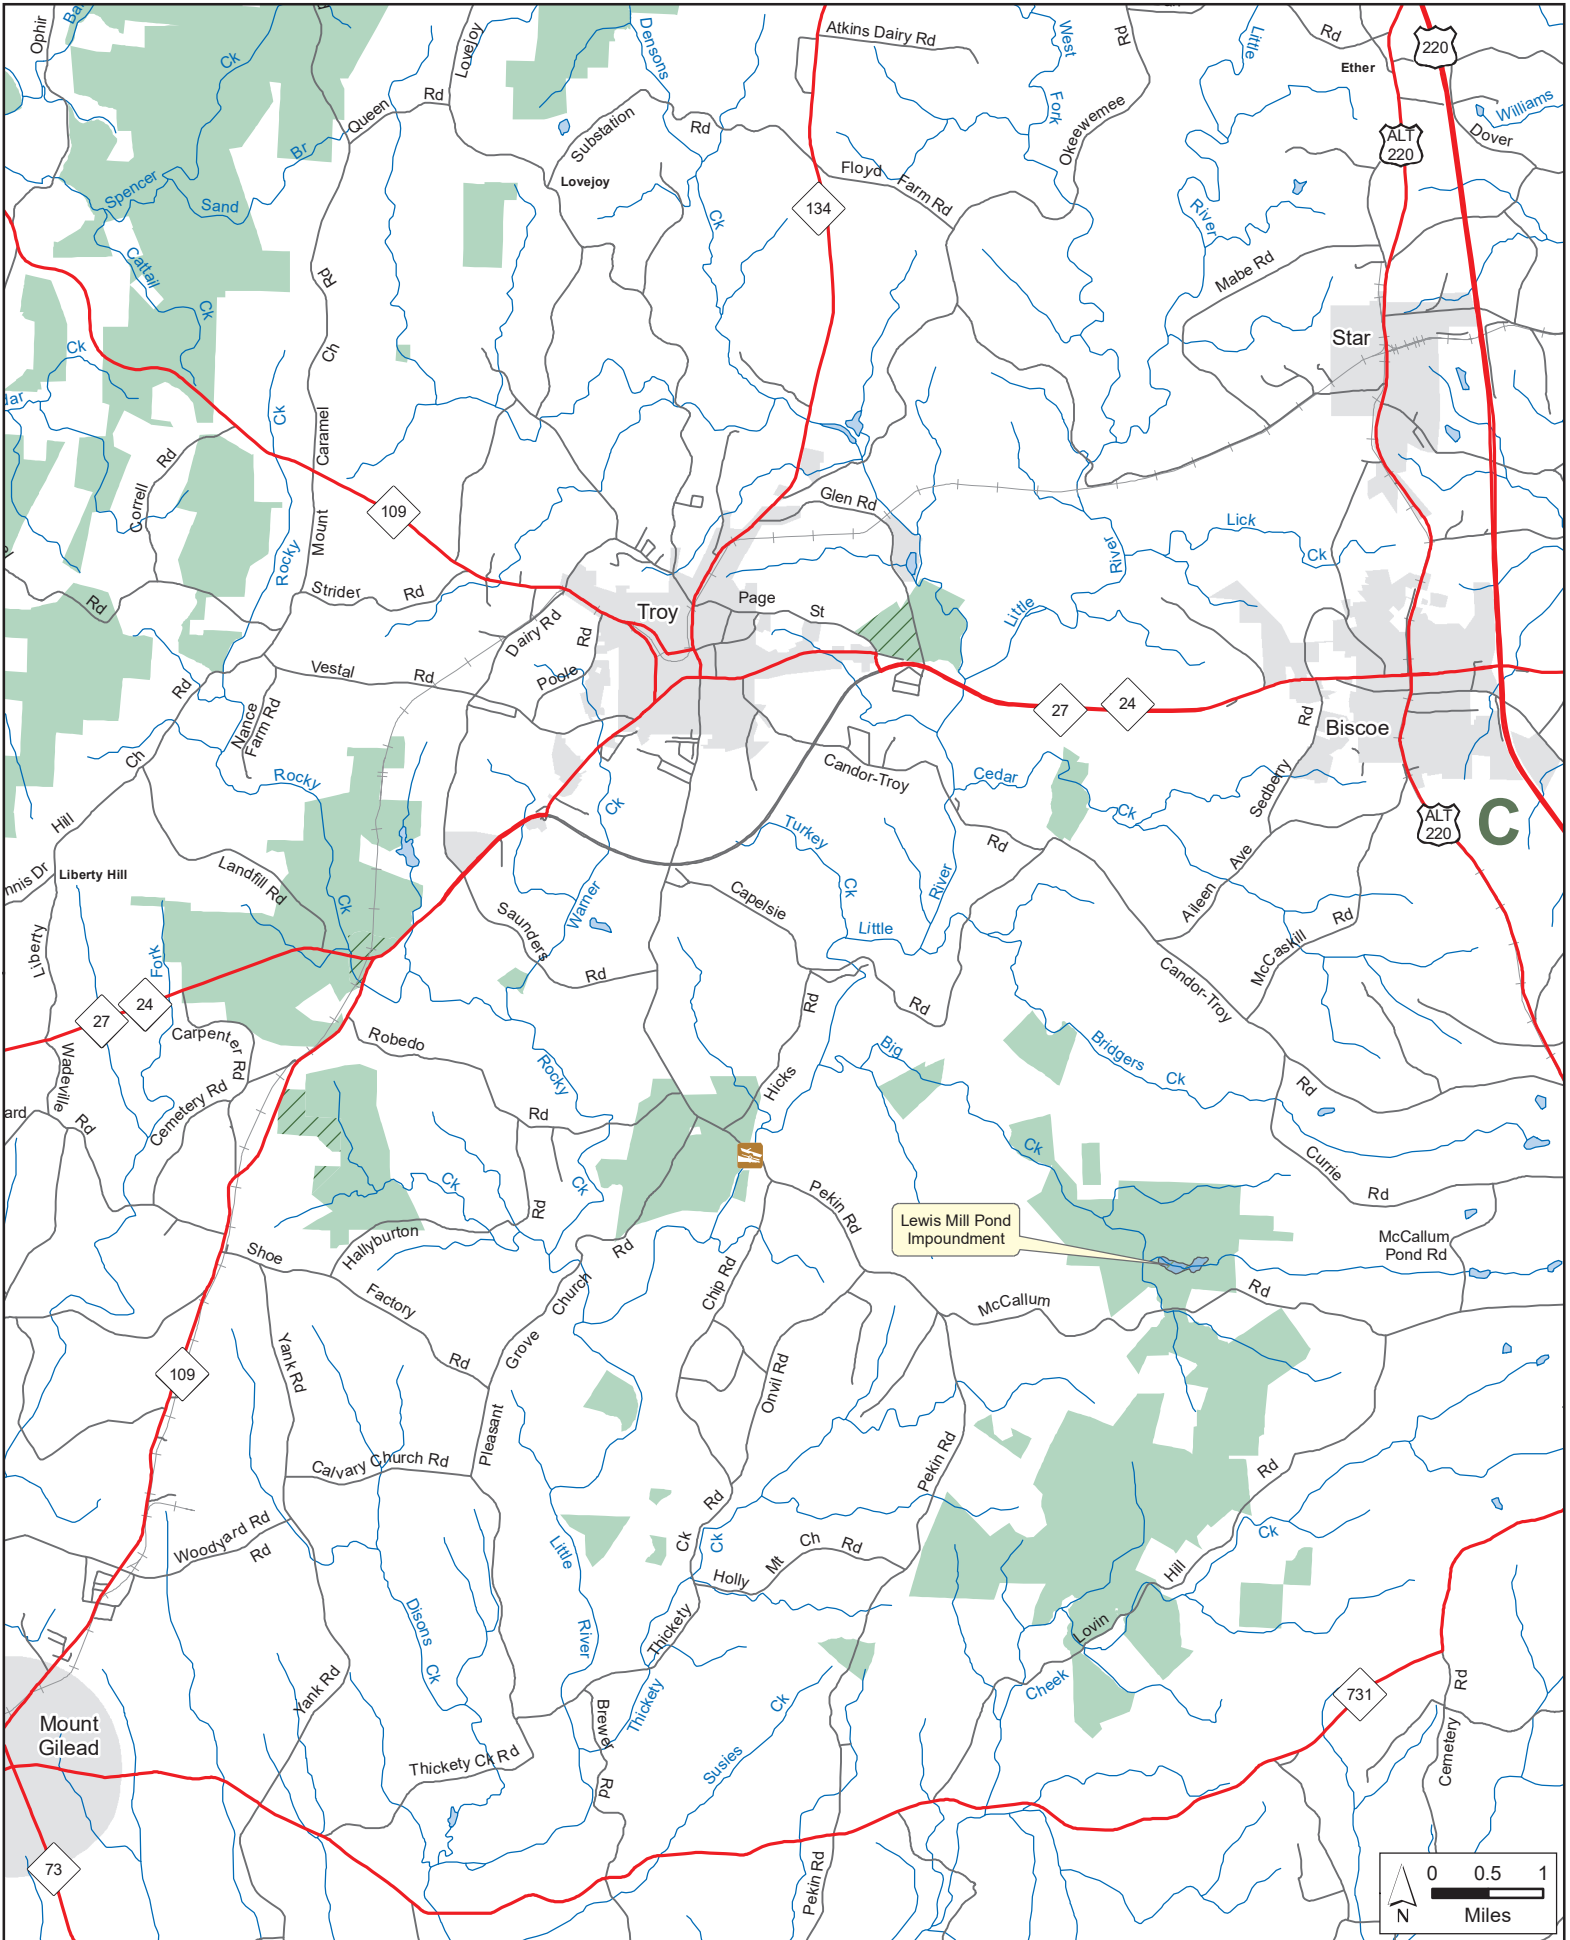 Ophir
Ck
Lovejoy
Densons
Atkins Dairy Rd
West
Fork
Rd
Little
Rd
Ether
220
Williams
Dover
ALT
220
Queen
Rd
Br
Substation
Rd
Lovejoy
Floyd
Farm Rd
Okeewemee
Spencer
Sand
Cattail
Ck
134
Ck
River
Mabe Rd
Rd
Ch
Caramel
Mount
Ck
Star
Ck
Rocky
Correll
Rd
109
Glen Rd
Lick
Ck
River
Little
Rd
Strider
Rd
Troy
Page
St
Dairy Rd
Rd
Poole
Vestal
Rd
Rd
Ch
Hill
Nance
Farm Rd
27
24
Biscoe
Rd
Sedberry
Candor-Troy
Cedar
Ck
Rocky
Ck
Ck
Warner
Turkey
Ck
River
Little
Rd
ALT
220
C
Aileen
Ave
Liberty Hill
nnis Dr
Landfill Rd
Liberty
Fork
Saunders
Rd
Capelsie
Rd
Rd
McCaskill
Rd
Candor-Troy
Rd
27
24
Carpenter Rd
Robedo
Rd
Wadeville
Rd
ard
Cemetery Rd
Rocky
Ck
Hicks
Big
Ck
Bridgers
Ck
Currie
Rd
Ck
Rd
Pekin Rd
Lewis Mill Pond
Impoundment
McCallum
Pond Rd
Shoe
Factory
Rd
Hallyburton
Rd
Church
Grove
Pleasant
Chip Rd
McCallum
Rd
109
Yank Rd
Onvil Rd
Calvary Church Rd
Pekin Rd
Rd
Ck
Ck
Rd
Woodyard Rd
Rd
Little
River
Holly
Mt
Ch
Rd
Hill
Lovin
Ck
Disons
Ck
Thickety
Thickety
Cheek
Yank Rd
Mount
Gilead
Brewer
Rd
Susies
Ck
731
Rd
Cemetery
Thickety Ck Rd
73
Pekin Rd
N
0 0.5 1
Miles